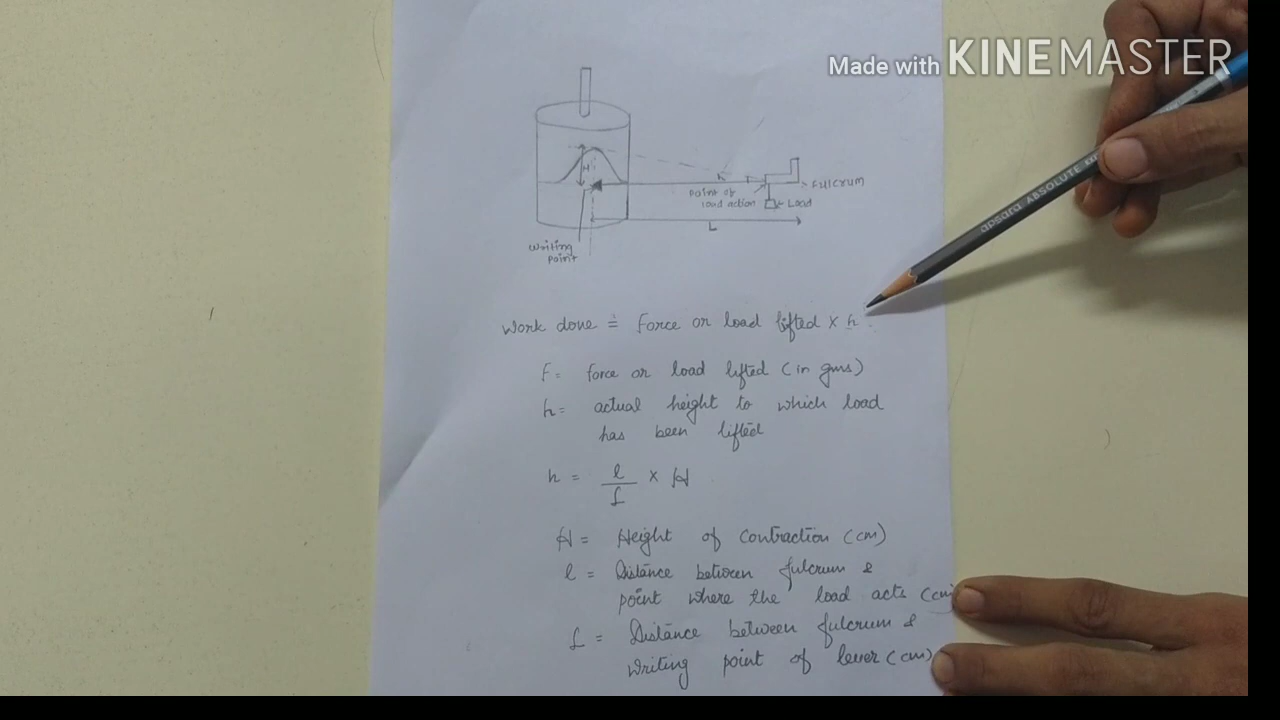 Made with KINEMASTER
H
h
Point of
load action
Fulcrum
Load
L
Writing
Point
apsara ABSOLUTE
Work done = Force or load lifted × h
F = force or load lifted (in gms)
h = actual height to which load
has been lifted
h = l/L × H
H = Height of contraction (cm)
l = Distance between fulcrum &
point where the load acts (cm)
L = Distance between fulcrum &
writing point of lever (cm)